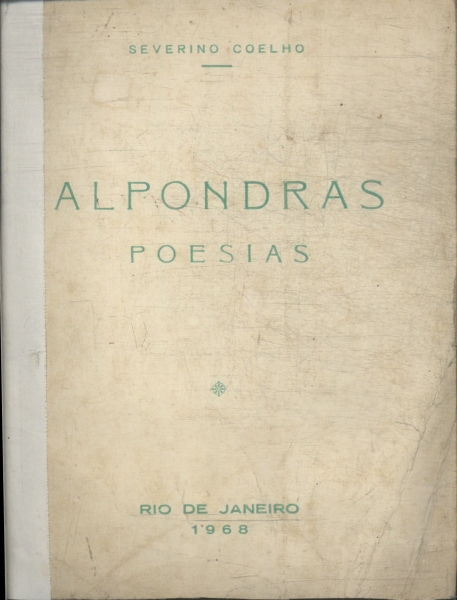 SEVERINO COELHO
ALPONDRAS
POESIAS
RIO DE JANEIRO
1968